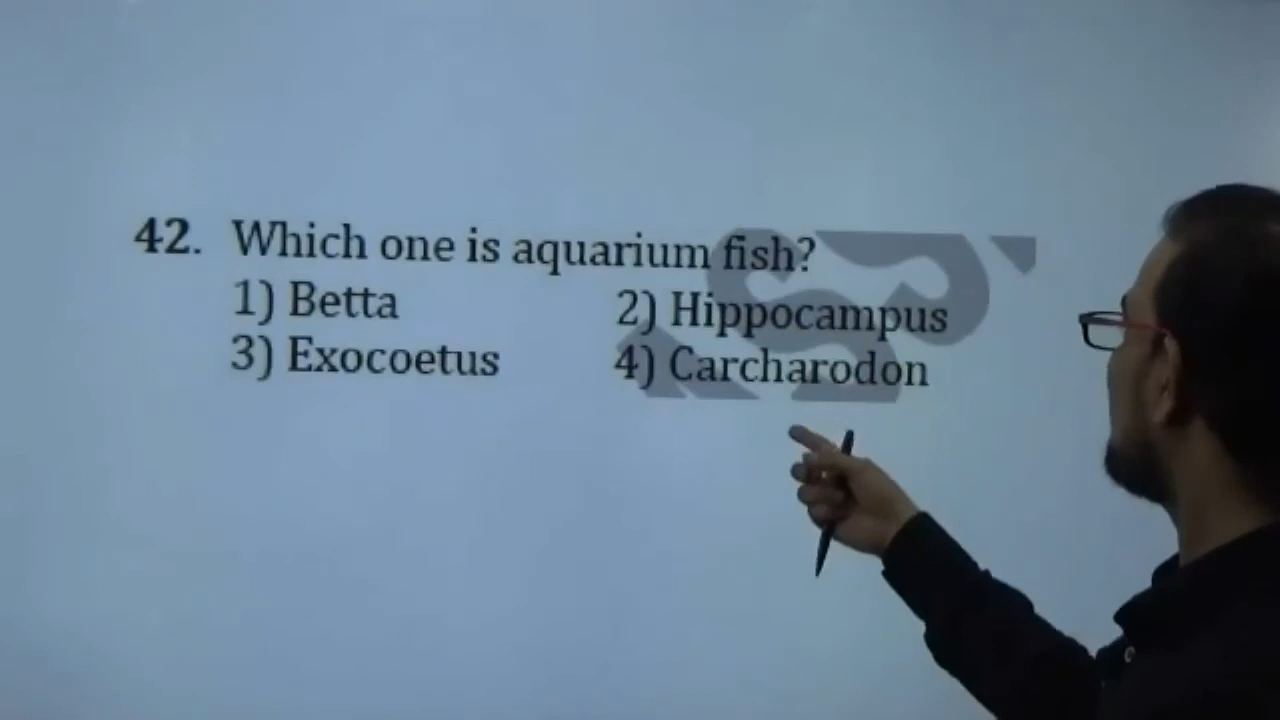 42. Which one is aquarium fish?
1) Betta 2) Hippocampus
3) Exocoetus 4) Carcharodon